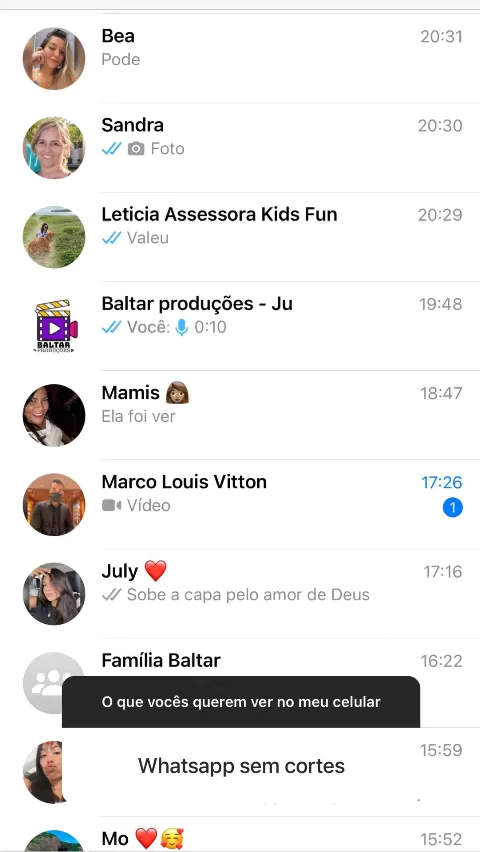 Bea 20:31
Pode
Sandra 20:30
Foto
Leticia Assessora Kids Fun 20:29
Valeu
Baltar produções - Ju 19:48
BALTAR
PRODUÇÕES
Você: 0:10
Mamis 18:47
Ela foi ver
Marco Louis Vitton 17:26
Vídeo 1
July ❤️ 17:16
Sobe a capa pelo amor de Deus
Família Baltar 16:22
O que vocês querem ver no meu celular
15:59
Whatsapp sem cortes
Mo ❤️🥰 15:52